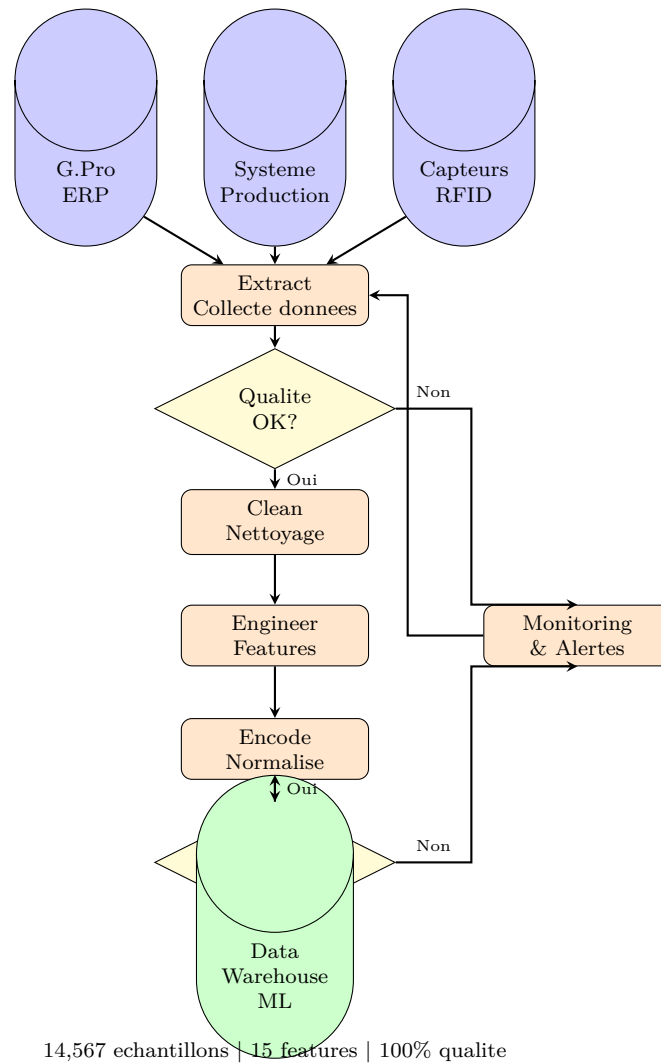 G.Pro
ERP
Systeme
Production
Capteurs
RFID
Extract
Collecte donnees
Qualite
OK?
Non
Oui
Clean
Nettoyage
Engineer
Features
Monitoring
& Alertes
Encode
Normalise
Oui
Non
Data
Warehouse
ML
14,567 echantillons | 15 features | 100% qualite